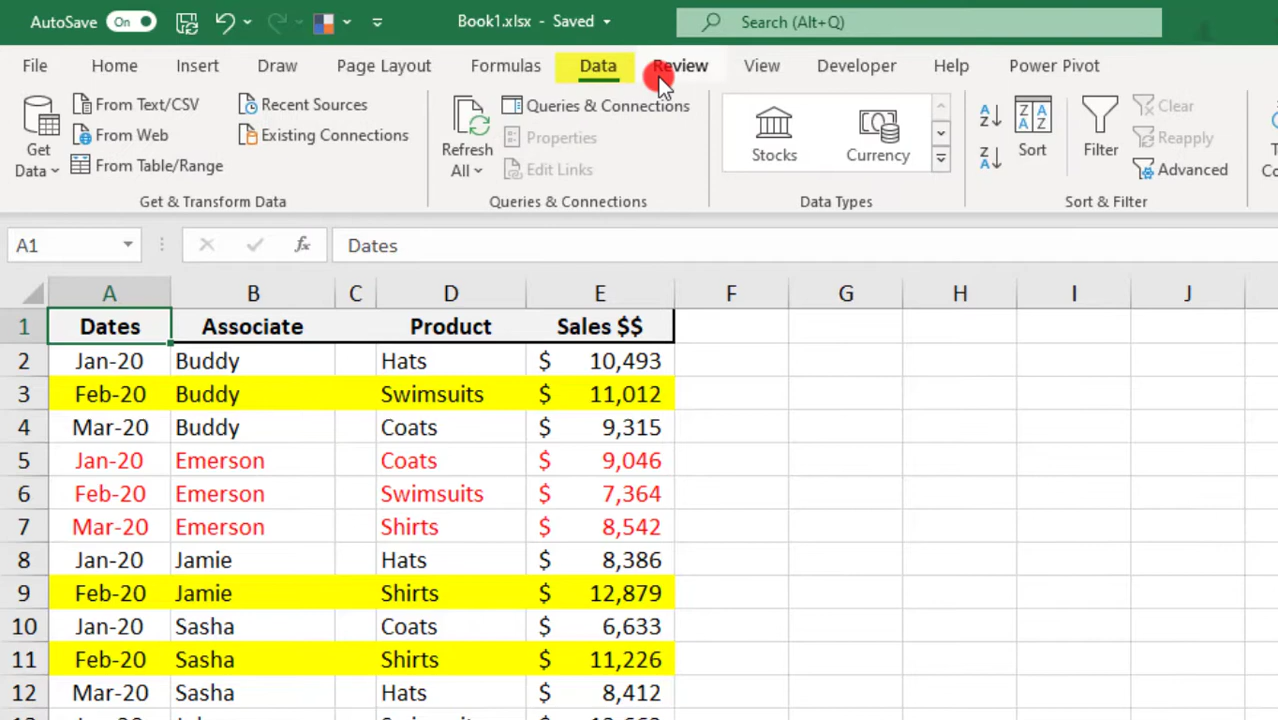 AutoSave On Book1.xlsx - Saved Search (Alt+Q)
File Home Insert Draw Page Layout Formulas Data Review View Developer Help Power Pivot
Get Data
From Text/CSV
From Web
From Table/Range
Recent Sources
Existing Connections
Get & Transform Data
Refresh All
Queries & Connections
Properties
Edit Links
Queries & Connections
Stocks Currency
Data Types
Sort
Filter
Clear
Reapply
Advanced
Sort & Filter
A1 fx Dates
A B C D E F G H I J
1 Dates Associate Product Sales $$
2 Jan-20 Buddy Hats $ 10,493
3 Feb-20 Buddy Swimsuits $ 11,012
4 Mar-20 Buddy Coats $ 9,315
5 Jan-20 Emerson Coats $ 9,046
6 Feb-20 Emerson Swimsuits $ 7,364
7 Mar-20 Emerson Shirts $ 8,542
8 Jan-20 Jamie Hats $ 8,386
9 Feb-20 Jamie Shirts $ 12,879
10 Jan-20 Sasha Coats $ 6,633
11 Feb-20 Sasha Shirts $ 11,226
12 Mar-20 Sasha Hats $ 8,412